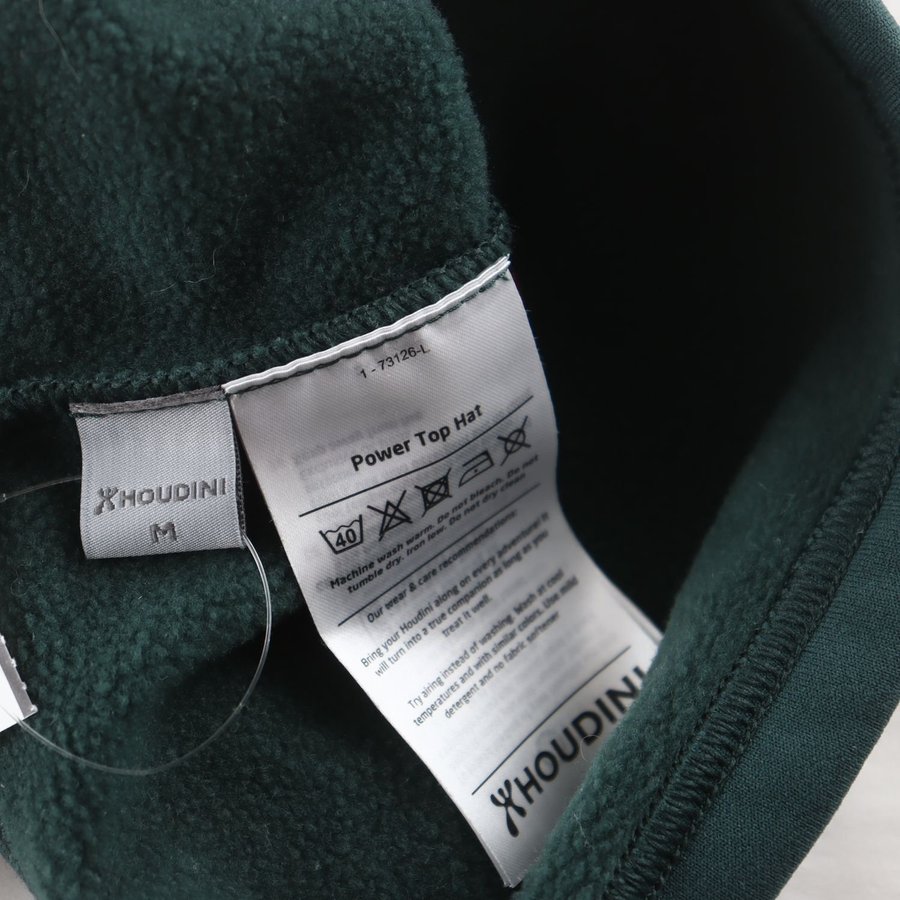 HOUDINI
M
1 - 73126-L
Power Top Hat
40
Machine wash warm. Do not bleach. Do not
tumble dry. Iron low. Do not dry clean
Our wear & care recommendations:
Bring your Houdini along on every adventure! It
will turn into a true companion as long as you
treat it well.
Try airing instead of washing. Wash at cool
temperatures and with similar colors. Use mild
detergent and no fabric softener
HOUDINI